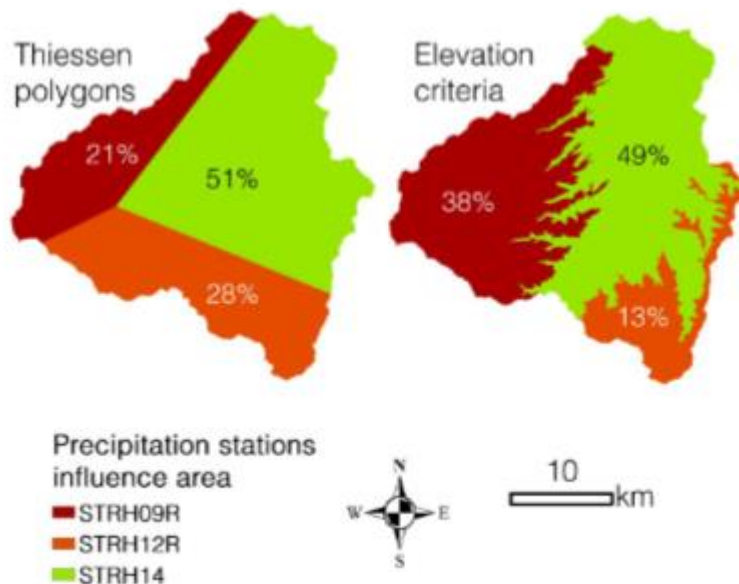 Thiessen
polygons
21%
51%
28%
Elevation
criteria
49%
38%
13%
Precipitation stations
influence area
STRH09R
STRH12R
STRH14
N
W E
S
10
km